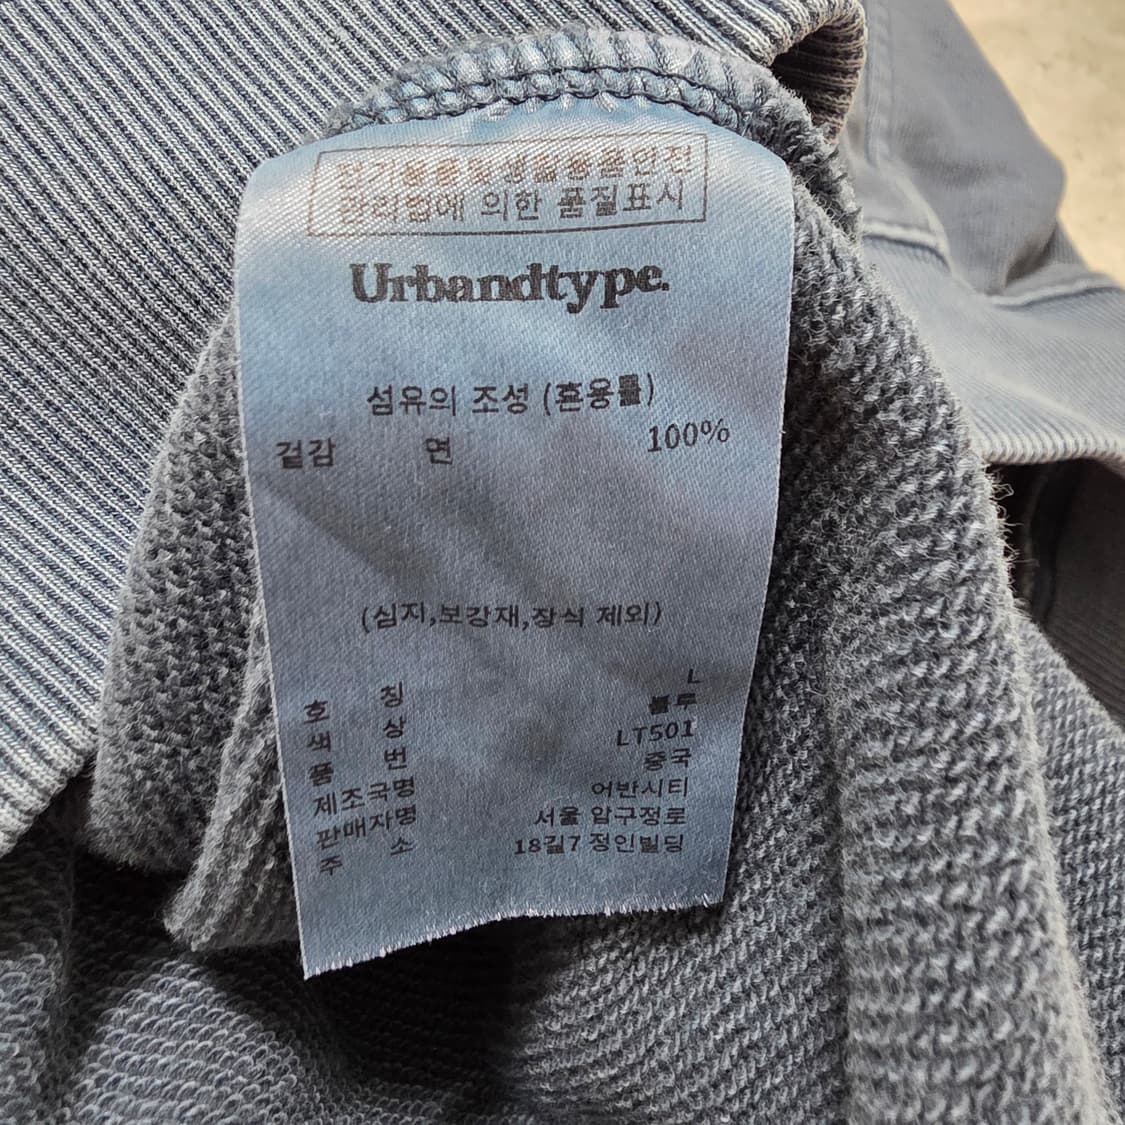 전기용품및생활용품안전
관리법에 의한 품질표시
Urbandtype.
섬유의 조성 (혼용률)
겉감 면 100%
(심지,보강재,장식 제외)
호 칭 L
색 상 블루
품 번 LT501
제조국명 중국
판매자명 어반시티
주 소 서울 압구정로
18길7 정인빌딩